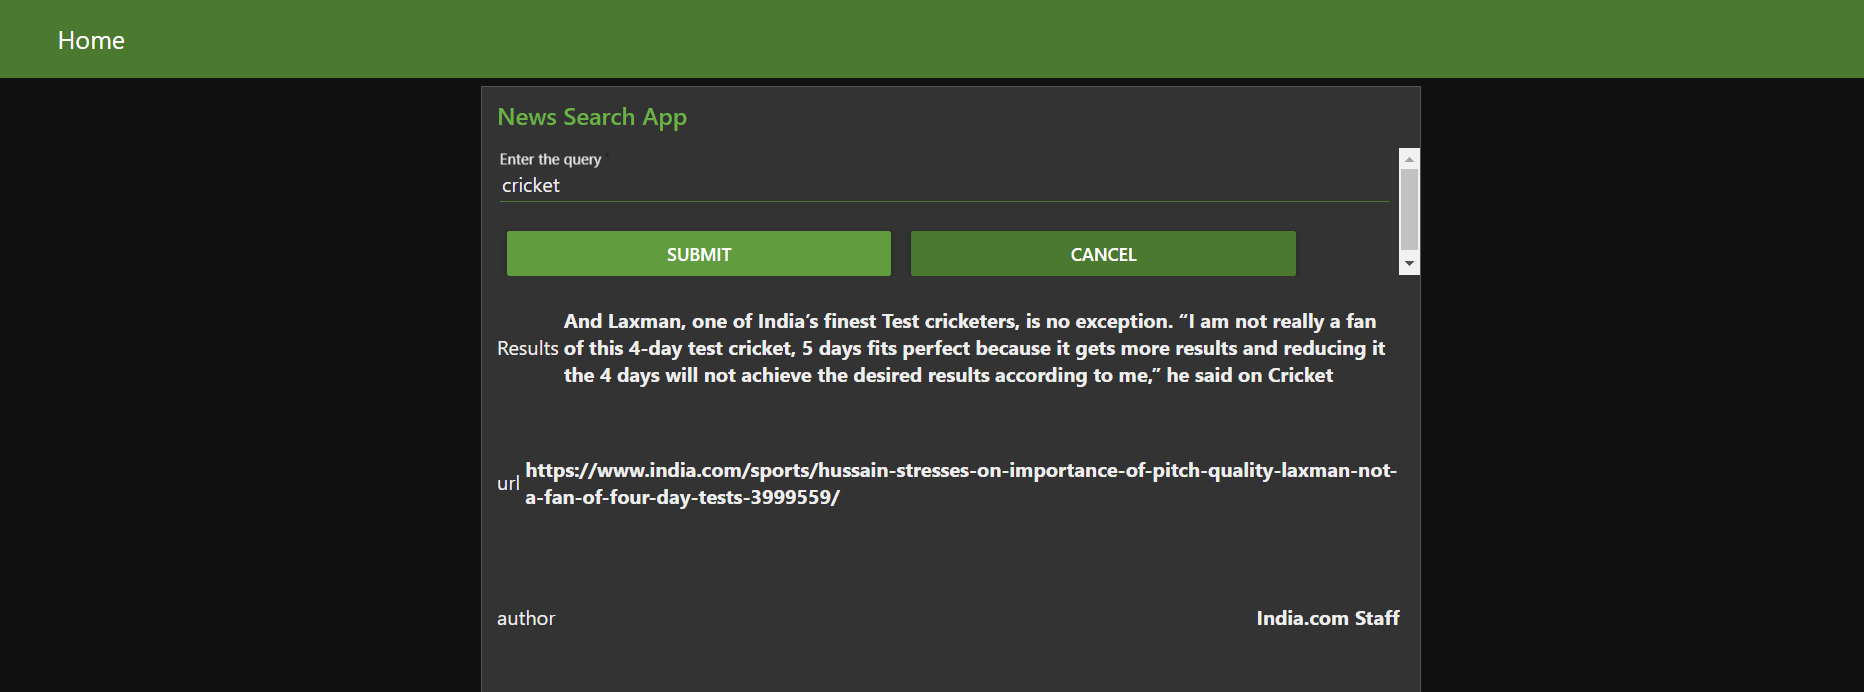 Home
News Search App
Enter the query *
cricket
SUBMIT CANCEL
And Laxman, one of India’s finest Test cricketers, is no exception. “I am not really a fan
Results of this 4-day test cricket, 5 days fits perfect because it gets more results and reducing it
the 4 days will not achieve the desired results according to me,” he said on Cricket
url https://www.india.com/sports/hussain-stresses-on-importance-of-pitch-quality-laxman-not-
a-fan-of-four-day-tests-3999559/
author India.com Staff